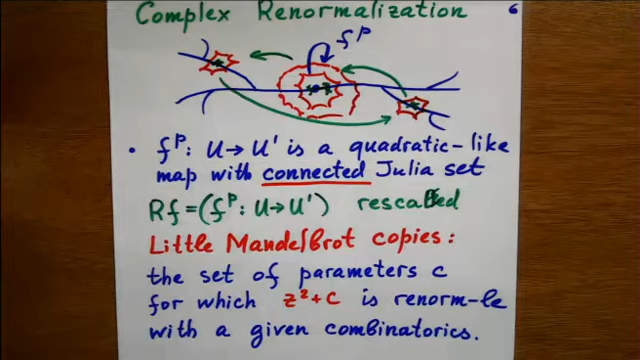 Complex Renormalization
6
f^p
• f^p: U → U' is a quadratic-like
map with connected Julia set
Rf = (f^p: U → U') rescaled
Little Mandelbrot copies:
the set of parameters c
for which z²+c is renorm-le
with a given combinatorics.